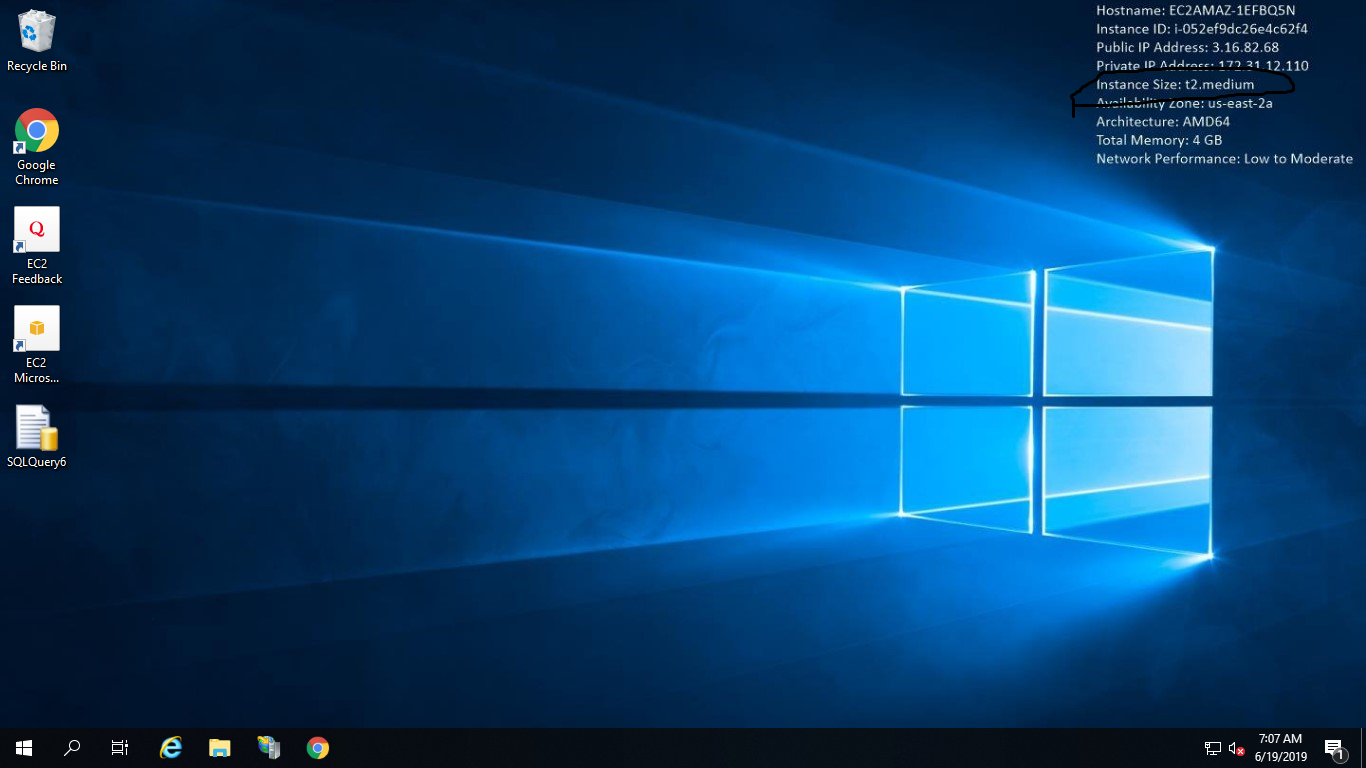 Hostname: EC2AMAZ-1EFBQ5N
Instance ID: i-052ef9dc26e4c62f4
Public IP Address: 3.16.82.68
Private IP Address: 172.31.12.110
Instance Size: t2.medium
Availability Zone: us-east-2a
Architecture: AMD64
Total Memory: 4 GB
Network Performance: Low to Moderate
Recycle Bin
Google
Chrome
Q
EC2
Feedback
EC2
Micros...
SQLQuery6
7:07 AM
6/19/2019
1